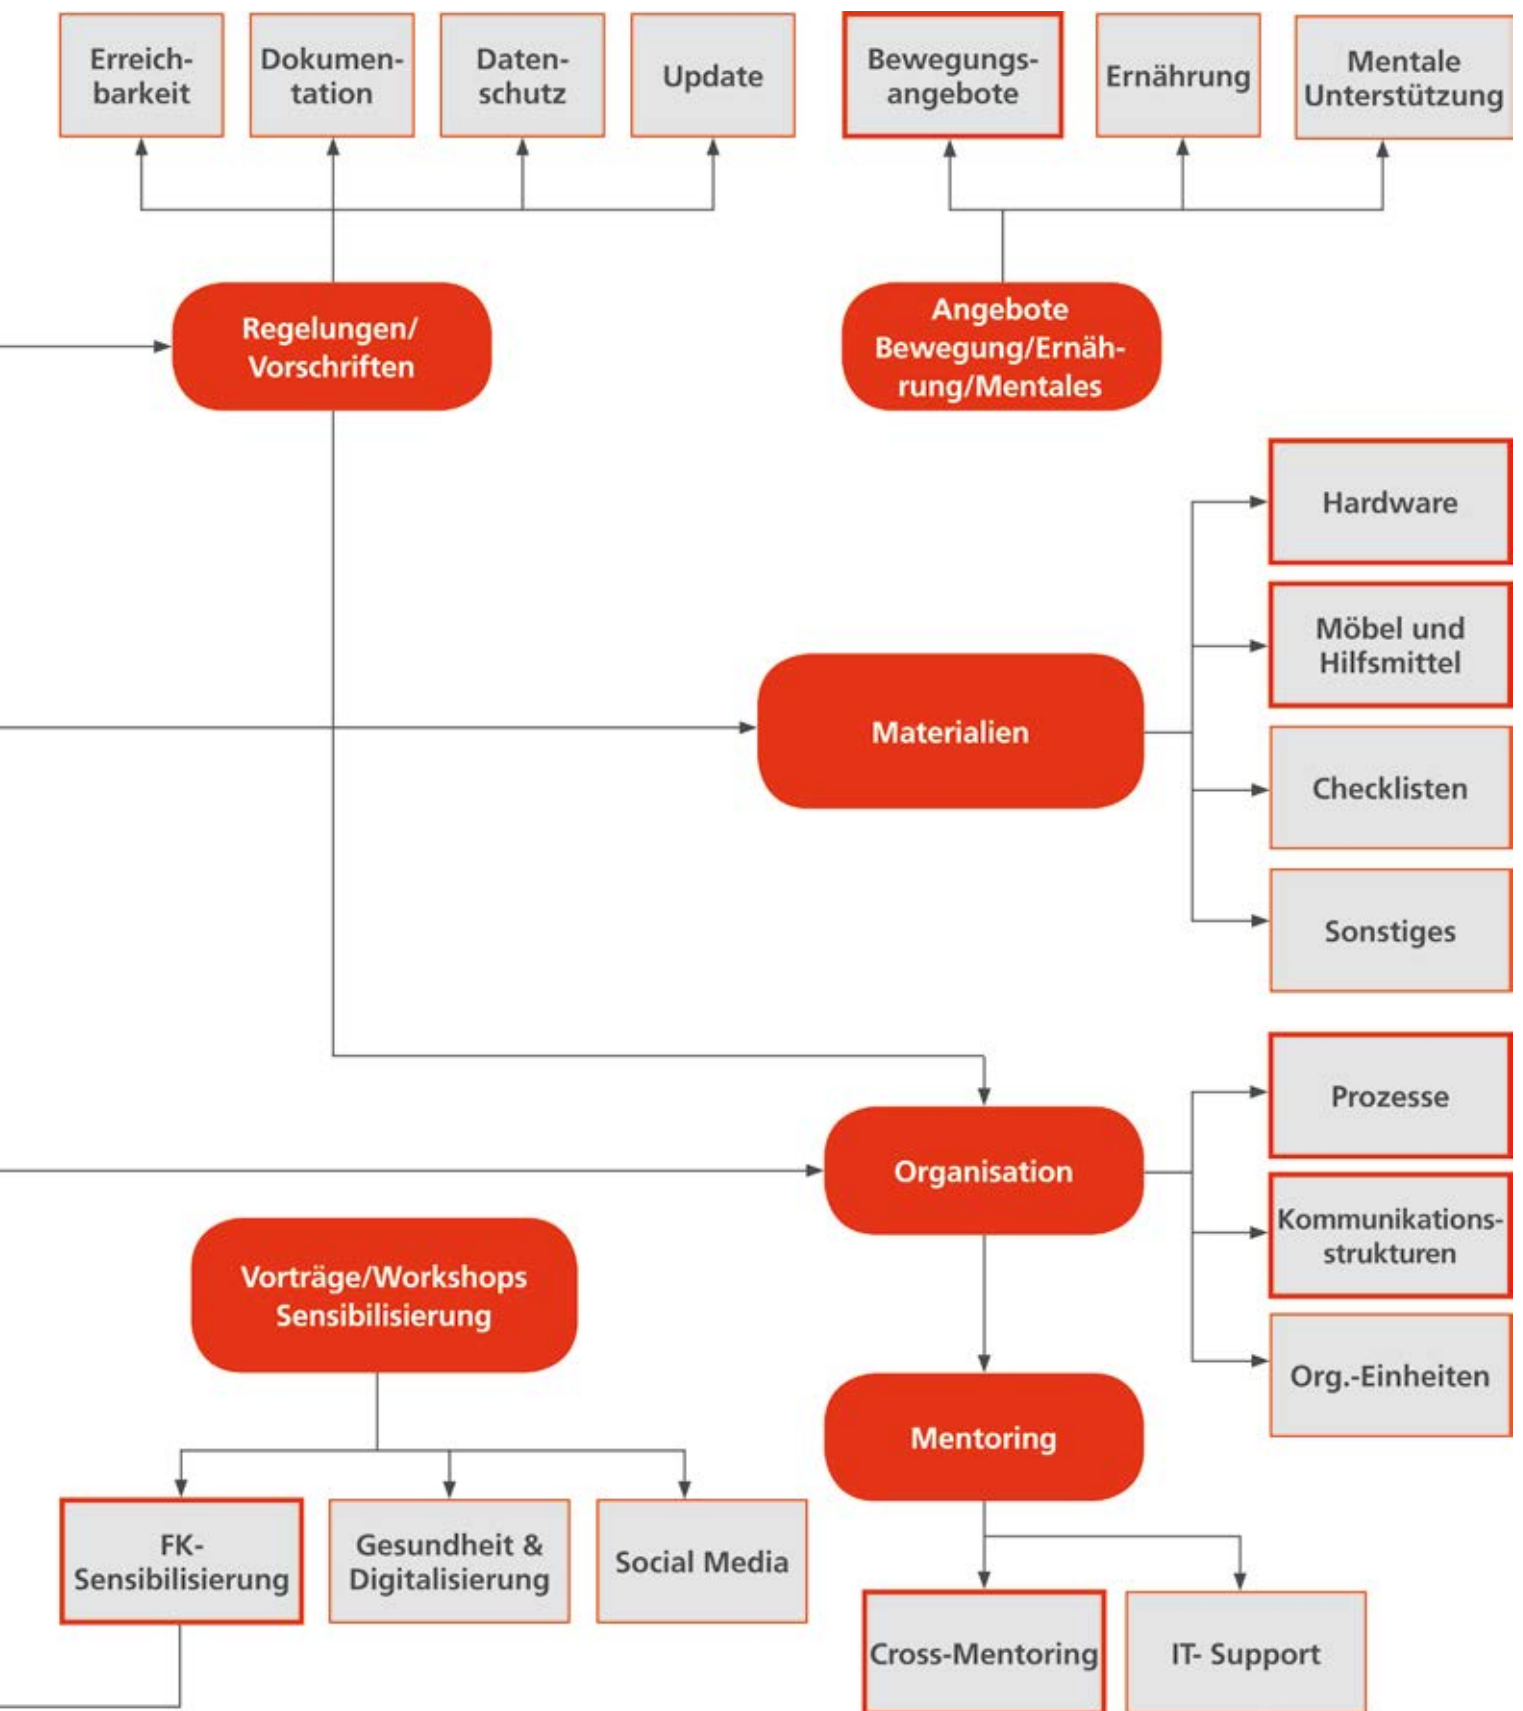 Erreich-
barkeit
Dokumen-
tation
Daten-
schutz
Update
Bewegungs-
angebote
Ernährung
Mentale
Unterstützung
Regelungen/
Vorschriften
Angebote
Bewegung/Ernäh-
rung/Mentales
Hardware
Möbel und
Hilfsmittel
Materialien
Checklisten
Sonstiges
Prozesse
Organisation
Kommunikations-
strukturen
Org.-Einheiten
Vorträge/Workshops
Sensibilisierung
Mentoring
FK-
Sensibilisierung
Gesundheit &
Digitalisierung
Social Media
Cross-Mentoring
IT- Support